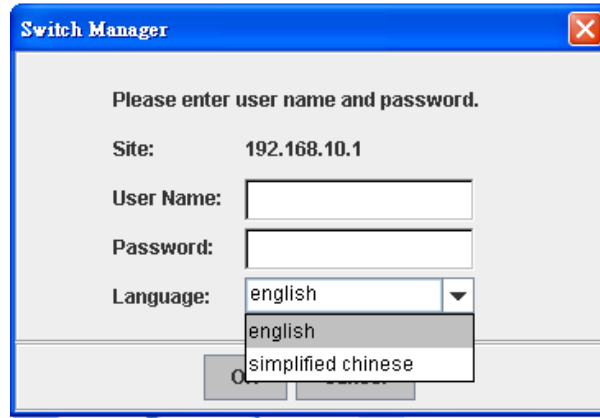 Switch Manager
Please enter user name and password.
Site: 192.168.10.1
User Name:
Password:
Language: english
english
simplified chinese